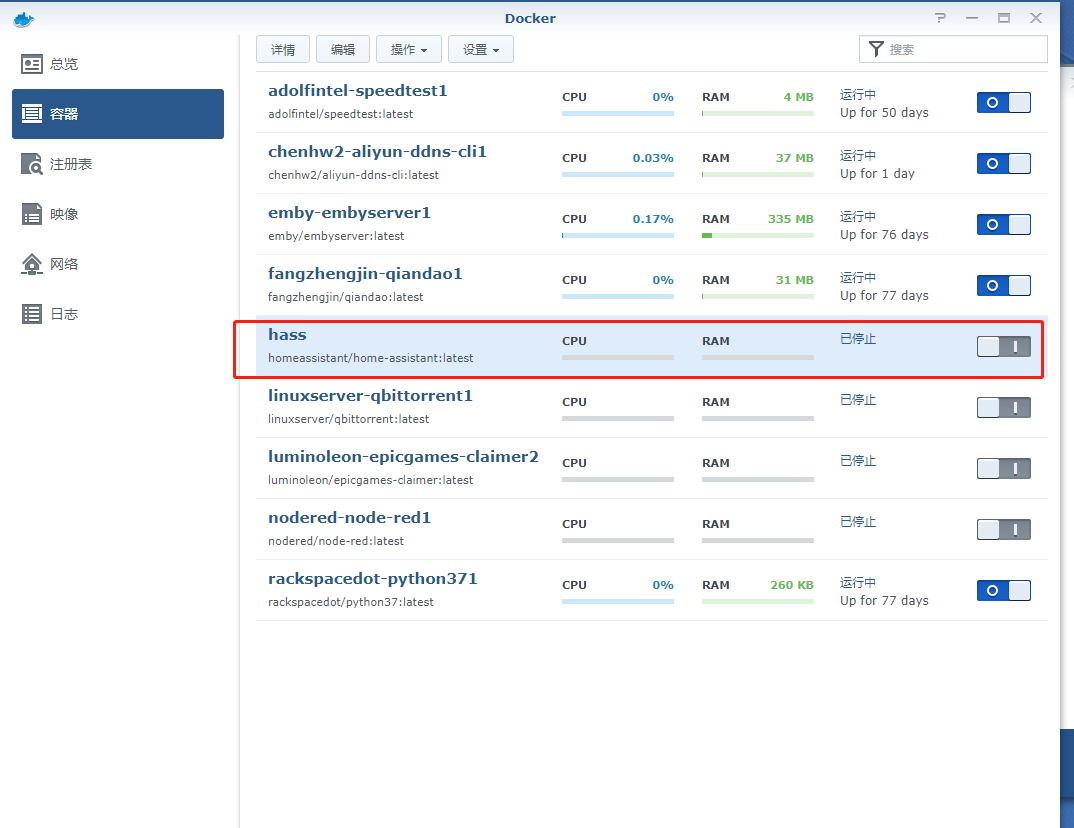 Docker
总览
容器
注册表
映像
网络
日志
详情 编辑 操作 设置 搜索
adolfintel-speedtest1
adolfintel/speedtest:latest
CPU 0% RAM 4 MB
运行中
Up for 50 days
chenhw2-aliyun-ddns-cli1
chenhw2/aliyun-ddns-cli:latest
CPU 0.03% RAM 37 MB
运行中
Up for 1 day
emby-embyserver1
emby/embyserver:latest
CPU 0.17% RAM 335 MB
运行中
Up for 76 days
fangzhengjin-qiandao1
fangzhengjin/qiandao:latest
CPU 0% RAM 31 MB
运行中
Up for 77 days
hass
homeassistant/home-assistant:latest
CPU RAM
已停止
linuxserver-qbittorrent1
linuxserver/qbittorrent:latest
CPU RAM
已停止
luminoleon-epicgames-claimer2
luminoleon/epicgames-claimer:latest
CPU RAM
已停止
nodered-node-red1
nodered/node-red:latest
CPU RAM
已停止
rackspacedot-python371
rackspacedot/python37:latest
CPU 0% RAM 260 KB
运行中
Up for 77 days